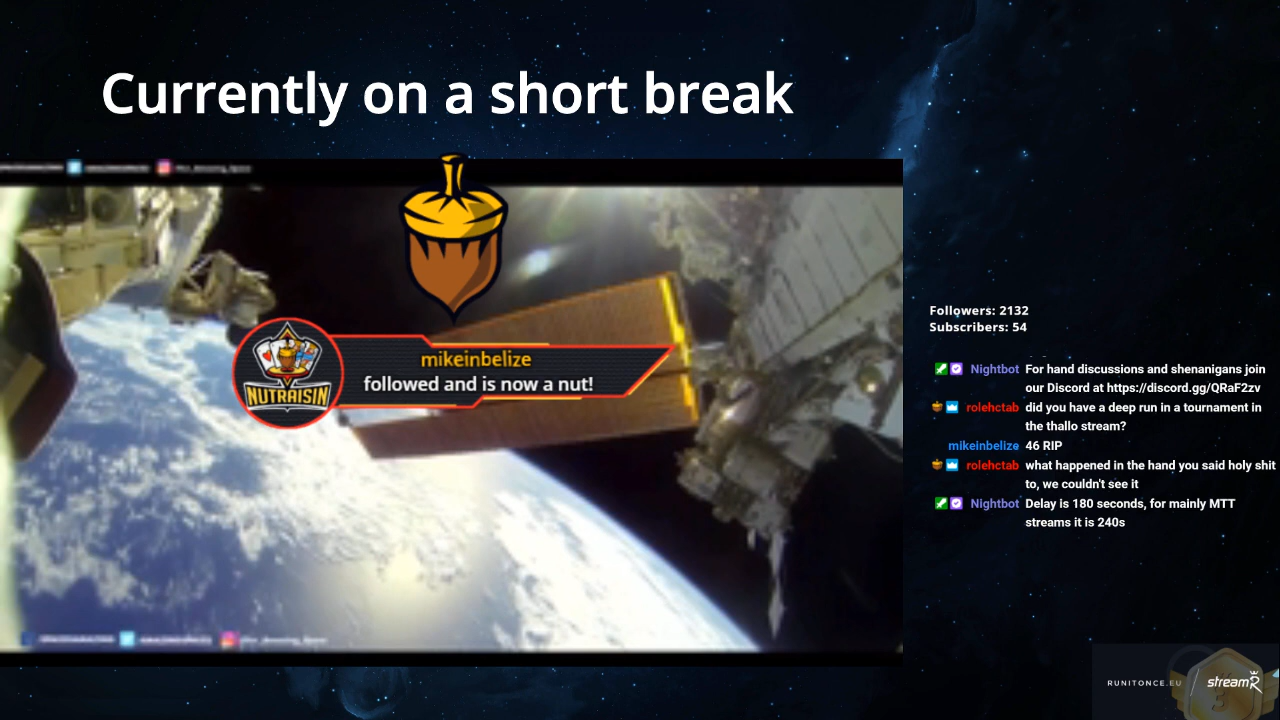 Currently on a short break
mikeinbelize
followed and is now a nut!
NUTRAISIN
Followers: 2132
Subscribers: 54
Nightbot For hand discussions and shenanigans join
our Discord at https://discord.gg/QRaF2zv
rolehctab did you have a deep run in a tournament in
the thallo stream?
mikeinbelize 46 RIP
rolehctab what happened in the hand you said holy shit
to, we couldn't see it
Nightbot Delay is 180 seconds, for mainly MTT
streams it is 240s
RUNITONCE.EU streamR
5